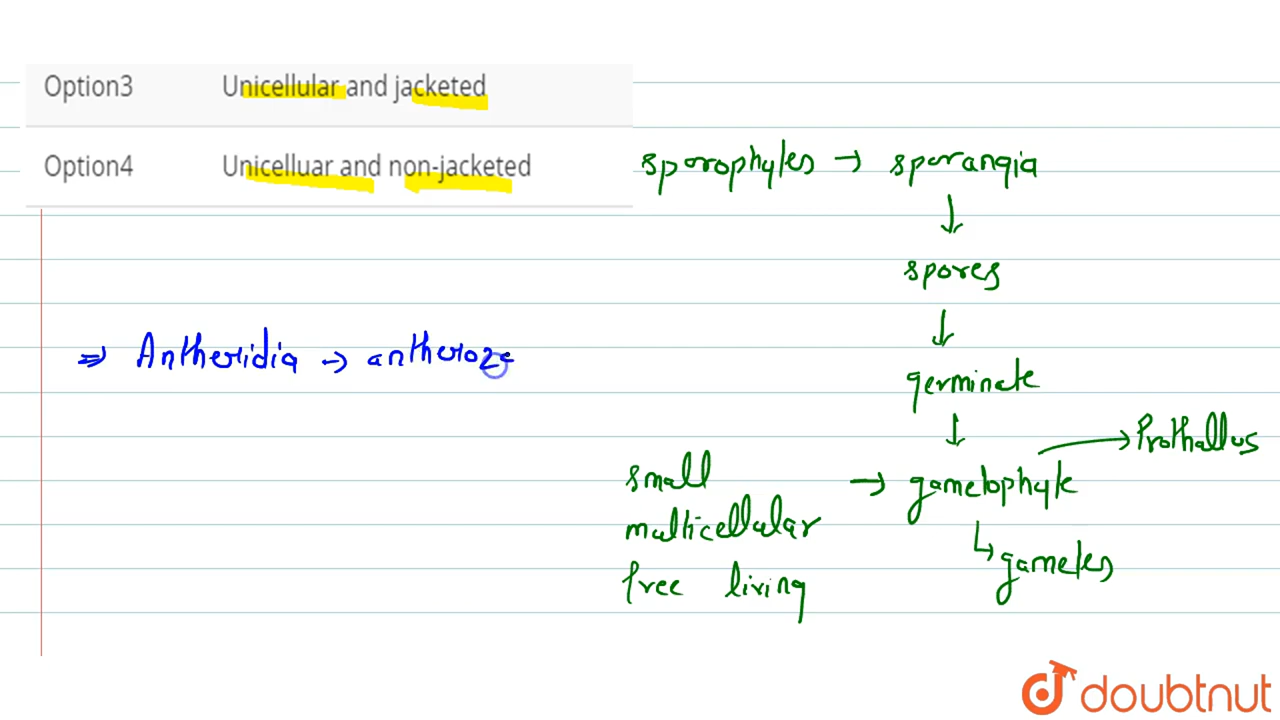 Option3 Unicellular and jacketed
Option4 Unicelluar and non-jacketed
sporophyles → sporangia
↓
spores
↓
germinate
↓
⇒ Antheridia → antheroze
small → gametophyte → Prothallus
multicellular
free living
↳ gametes
doubtnut